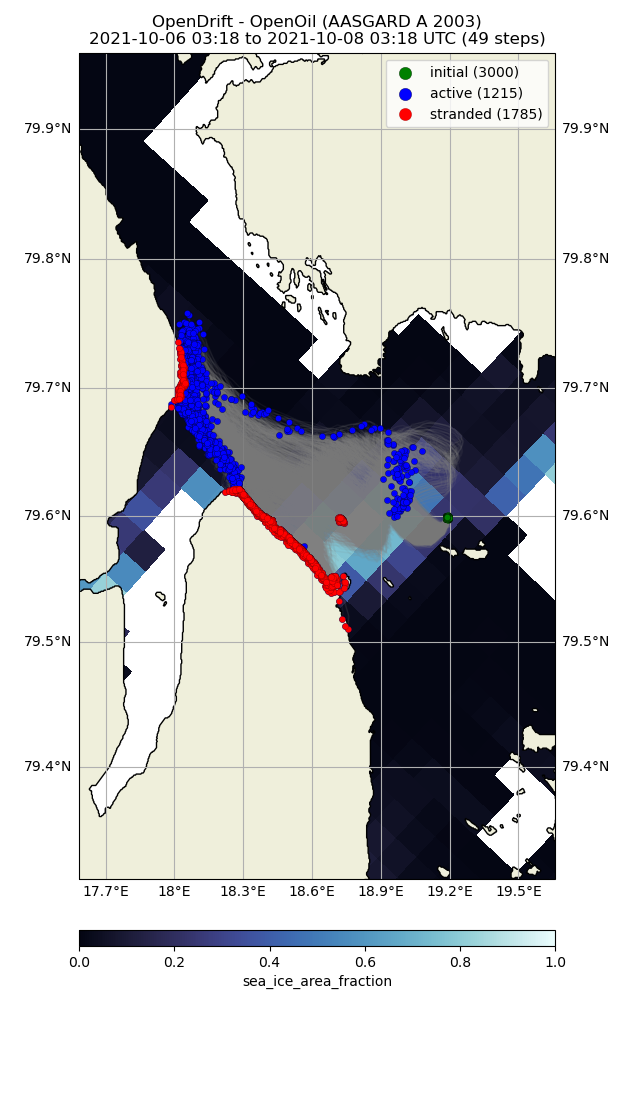 OpenDrift - OpenOil (AASGARD A 2003)
2021-10-06 03:18 to 2021-10-08 03:18 UTC (49 steps)
initial (3000)
active (1215)
stranded (1785)
79.9°N 79.9°N
79.8°N 79.8°N
79.7°N 79.7°N
79.6°N 79.6°N
79.5°N 79.5°N
79.4°N 79.4°N
17.7°E 18°E 18.3°E 18.6°E 18.9°E 19.2°E 19.5°E
0.0 0.2 0.4 0.6 0.8 1.0
sea_ice_area_fraction